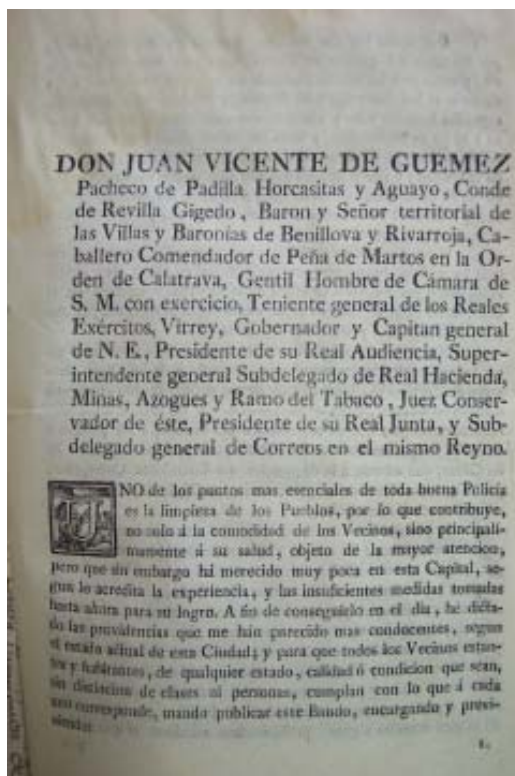 DON JUAN VICENTE DE GUEMEZ
Pacheco de Padilla Horcasitas y Aguayo, Conde
de Revilla Gigedo, Baron y Señor territorial de
las Villas y Baronías de Benillova y Rivarroja, Ca-
ballero Comendador de Peña de Martos en la Or-
den de Calatrava, Gentil Hombre de Cámara de
S. M. con exercicio, Teniente general de los Reales
Exércitos, Virrey, Gobernador y Capitan general
de N. E., Presidente de su Real Audiencia, Super-
intendente general Subdelegado de Real Hacienda,
Minas, Azogues y Ramo del Tabaco, Juez Conser-
vador de éste, Presidente de su Real Junta, y Sub-
delegado general de Correos en el mismo Reyno.
UNO de los puntos mas esenciales de toda buena Policía
es la limpieza de los Pueblos, por lo que contribuye,
no solo á la comodidad de los Vecinos, sino principalí-
mamente á su salud, objeto de la mayor atencion,
pero que sin embargo há merecido muy poca en esta Capital, se-
gun lo acredita la experiencia, y las insuficientes medidas tomadas
hasta ahora para su logro. A fin de conseguirlo en el dia, he dicta-
do las providencias que me han parecido mas conducentes, segun
el estado actual de esta Ciudad; y para que todos los Vecinos estan-
tes y habitantes, de qualquier estado, calidad ó condicion que sean,
sin distincion de clases ni personas, cumplan con lo que á cada
uno corresponde, mando publicar este Bando, encargando y previ-
niendo
1.